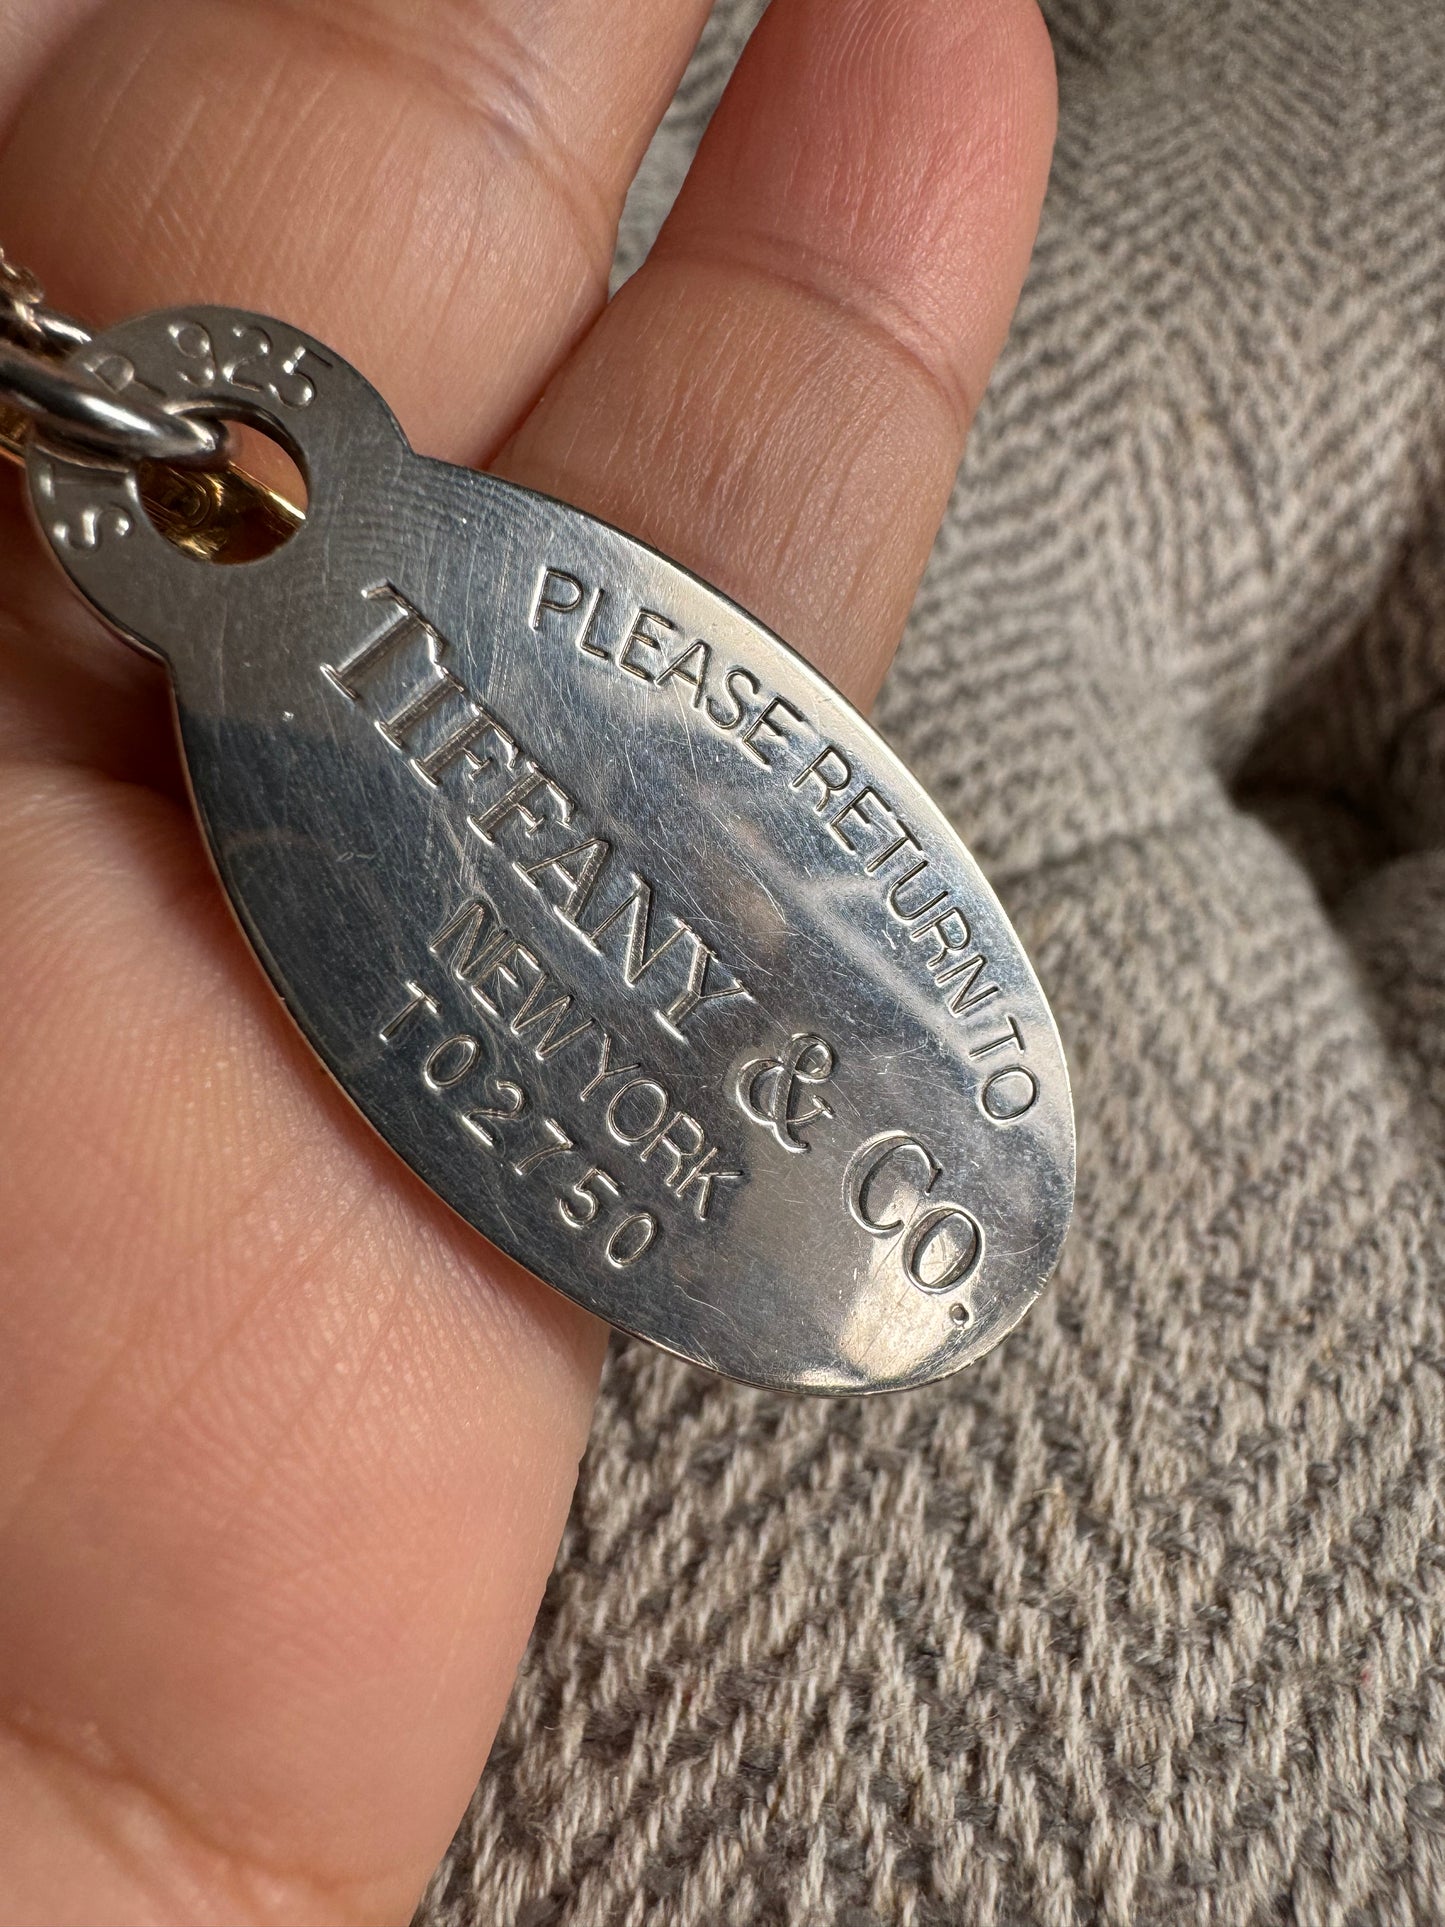 STER 925
PLEASE RETURN TO
TIFFANY & CO.
NEW YORK
T02750